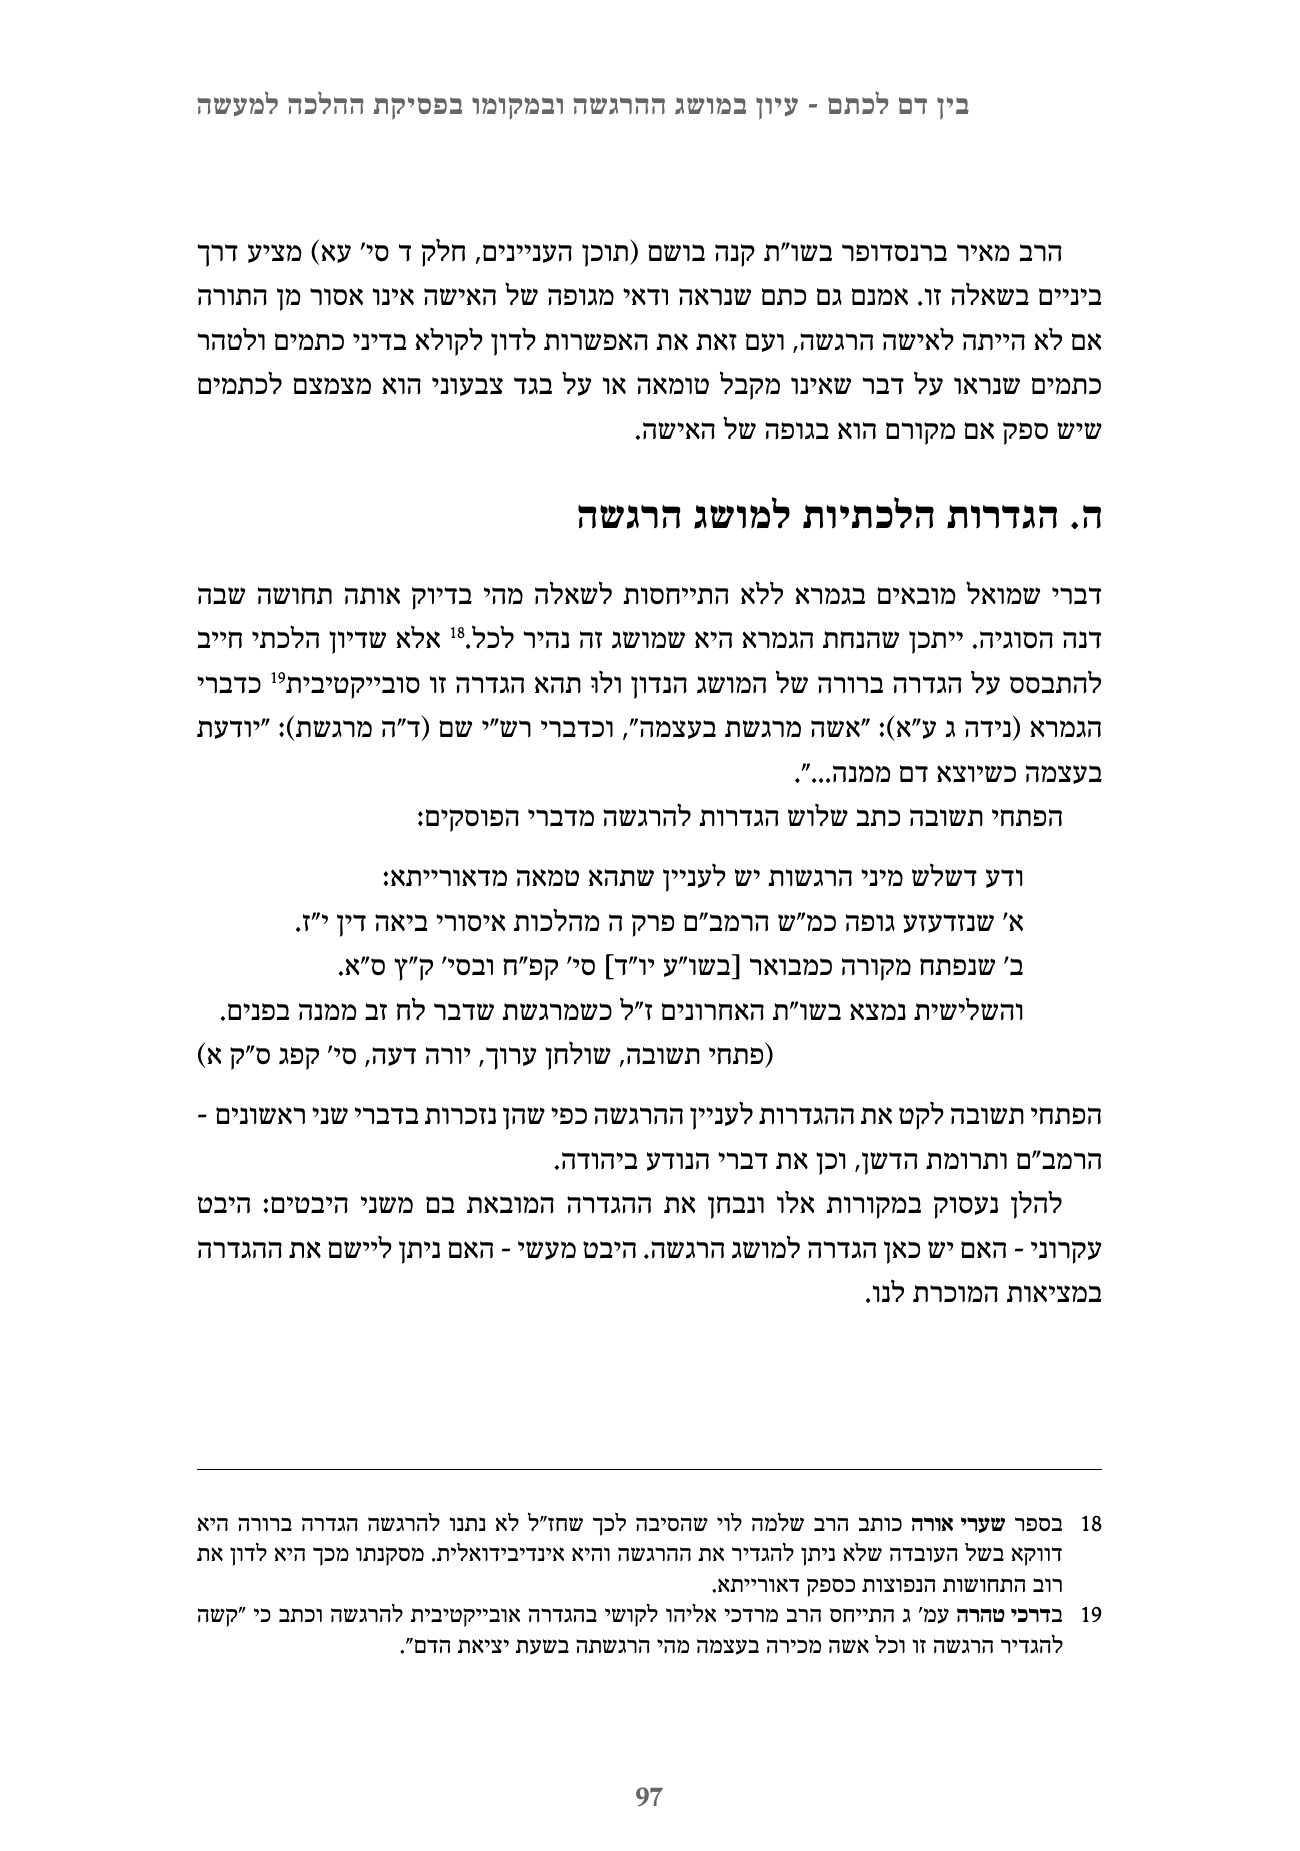 בין דם לכתם - עיון במושג ההרגשה ובמקומו בפסיקת ההלכה למעשה
הרב מאיר ברנסדופר בשו״ת קנה בושם (תוכן העניינים, חלק ד סי׳ עא) מציע דרך
ביניים בשאלה זו. אמנם גם כתם שנראה ודאי מגופה של האישה אינו אסור מן התורה
אם לא הייתה לאישה הרגשה, ועם זאת את האפשרות לדון לקולא בדיני כתמים ולטהר
כתמים שנראו על דבר שאינו מקבל טומאה או על בגד צבעוני הוא מצמצם לכתמים
שיש ספק אם מקורם הוא בגופה של האישה.
ה. הגדרות הלכתיות למושג הרגשה
דברי שמואל מובאים בגמרא ללא התייחסות לשאלה מהי בדיוק אותה תחושה שבה
דנה הסוגיה. ייתכן שהנחת הגמרא היא שמושג זה נהיר לכל.18 אלא שדיון הלכתי חייב
להתבסס על הגדרה ברורה של המושג הנדון ולוּ תהא הגדרה זו סובייקטיבית19 כדברי
הגמרא (נידה ג ע״א): ״אשה מרגשת בעצמה״, וכדברי רש״י שם (ד״ה מרגשת): ״יודעת
בעצמה כשיוצא דם ממנה...״.
הפתחי תשובה כתב שלוש הגדרות להרגשה מדברי הפוסקים:
ודע דשלש מיני הרגשות יש לעניין שתהא טמאה מדאורייתא:
א׳ שנזדעזע גופה כמ״ש הרמב״ם פרק ה מהלכות איסורי ביאה דין י״ז.
ב׳ שנפתח מקורה כמבואר [בשו״ע יו״ד] סי׳ קפ״ח ובסי׳ ק״ץ ס״א.
והשלישית נמצא בשו״ת האחרונים ז״ל כשמרגשת שדבר לח זב ממנה בפנים.
(פתחי תשובה, שולחן ערוך, יורה דעה, סי׳ קפג ס״ק א)
הפתחי תשובה לקט את ההגדרות לעניין ההרגשה כפי שהן נזכרות בדברי שני ראשונים -
הרמב״ם ותרומת הדשן, וכן את דברי הנודע ביהודה.
להלן נעסוק במקורות אלו ונבחן את ההגדרה המובאת בם משני היבטים: היבט
עקרוני - האם יש כאן הגדרה למושג הרגשה. היבט מעשי - האם ניתן ליישם את ההגדרה
במציאות המוכרת לנו.
18 בספר שערי אורה כותב הרב שלמה לוי שהסיבה לכך שחז״ל לא נתנו להרגשה הגדרה ברורה היא
דווקא בשל העובדה שלא ניתן להגדיר את ההרגשה והיא אינדיבידואלית. מסקנתו מכך היא לדון את
רוב התחושות הנפוצות כספק דאורייתא.
19 בדרכי טהרה עמ׳ ג התייחס הרב מרדכי אליהו לקושי בהגדרה אובייקטיבית להרגשה וכתב כי ״קשה
להגדיר הרגשה זו וכל אשה מכירה בעצמה מהי הרגשתה בשעת יציאת הדם״.
97